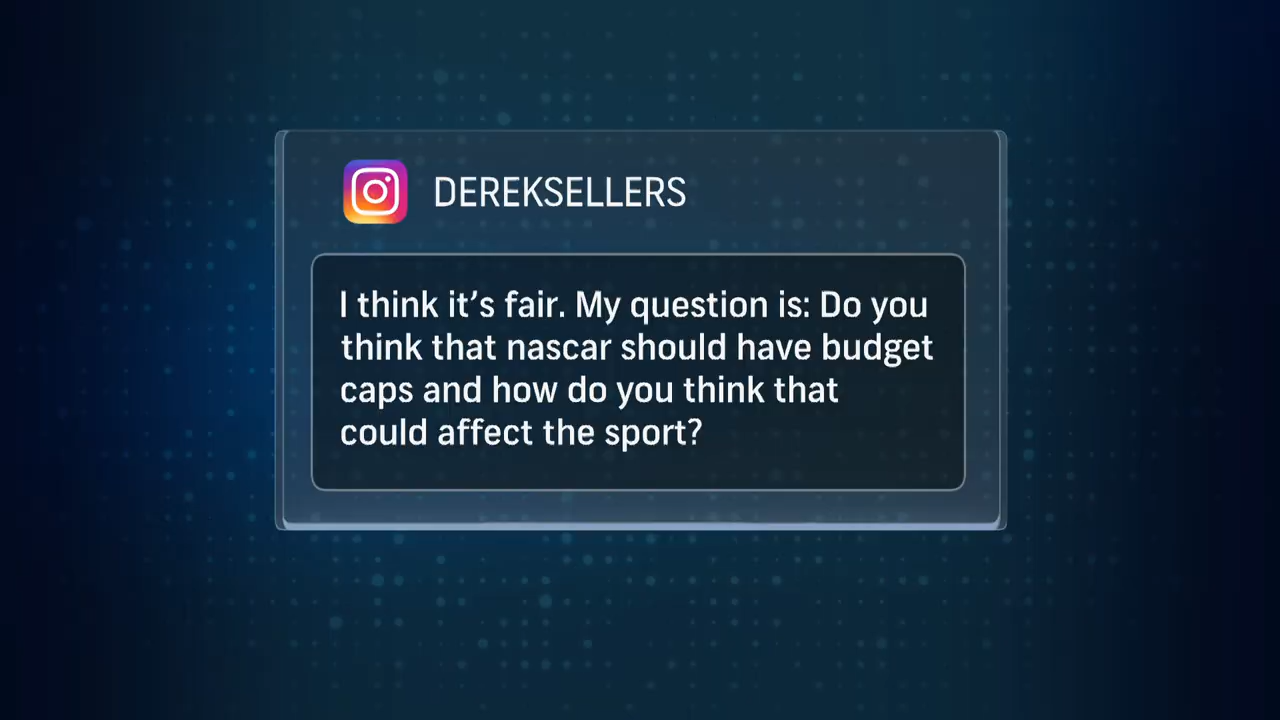 DEREKSELLERS
I think it’s fair. My question is: Do you
think that nascar should have budget
caps and how do you think that
could affect the sport?